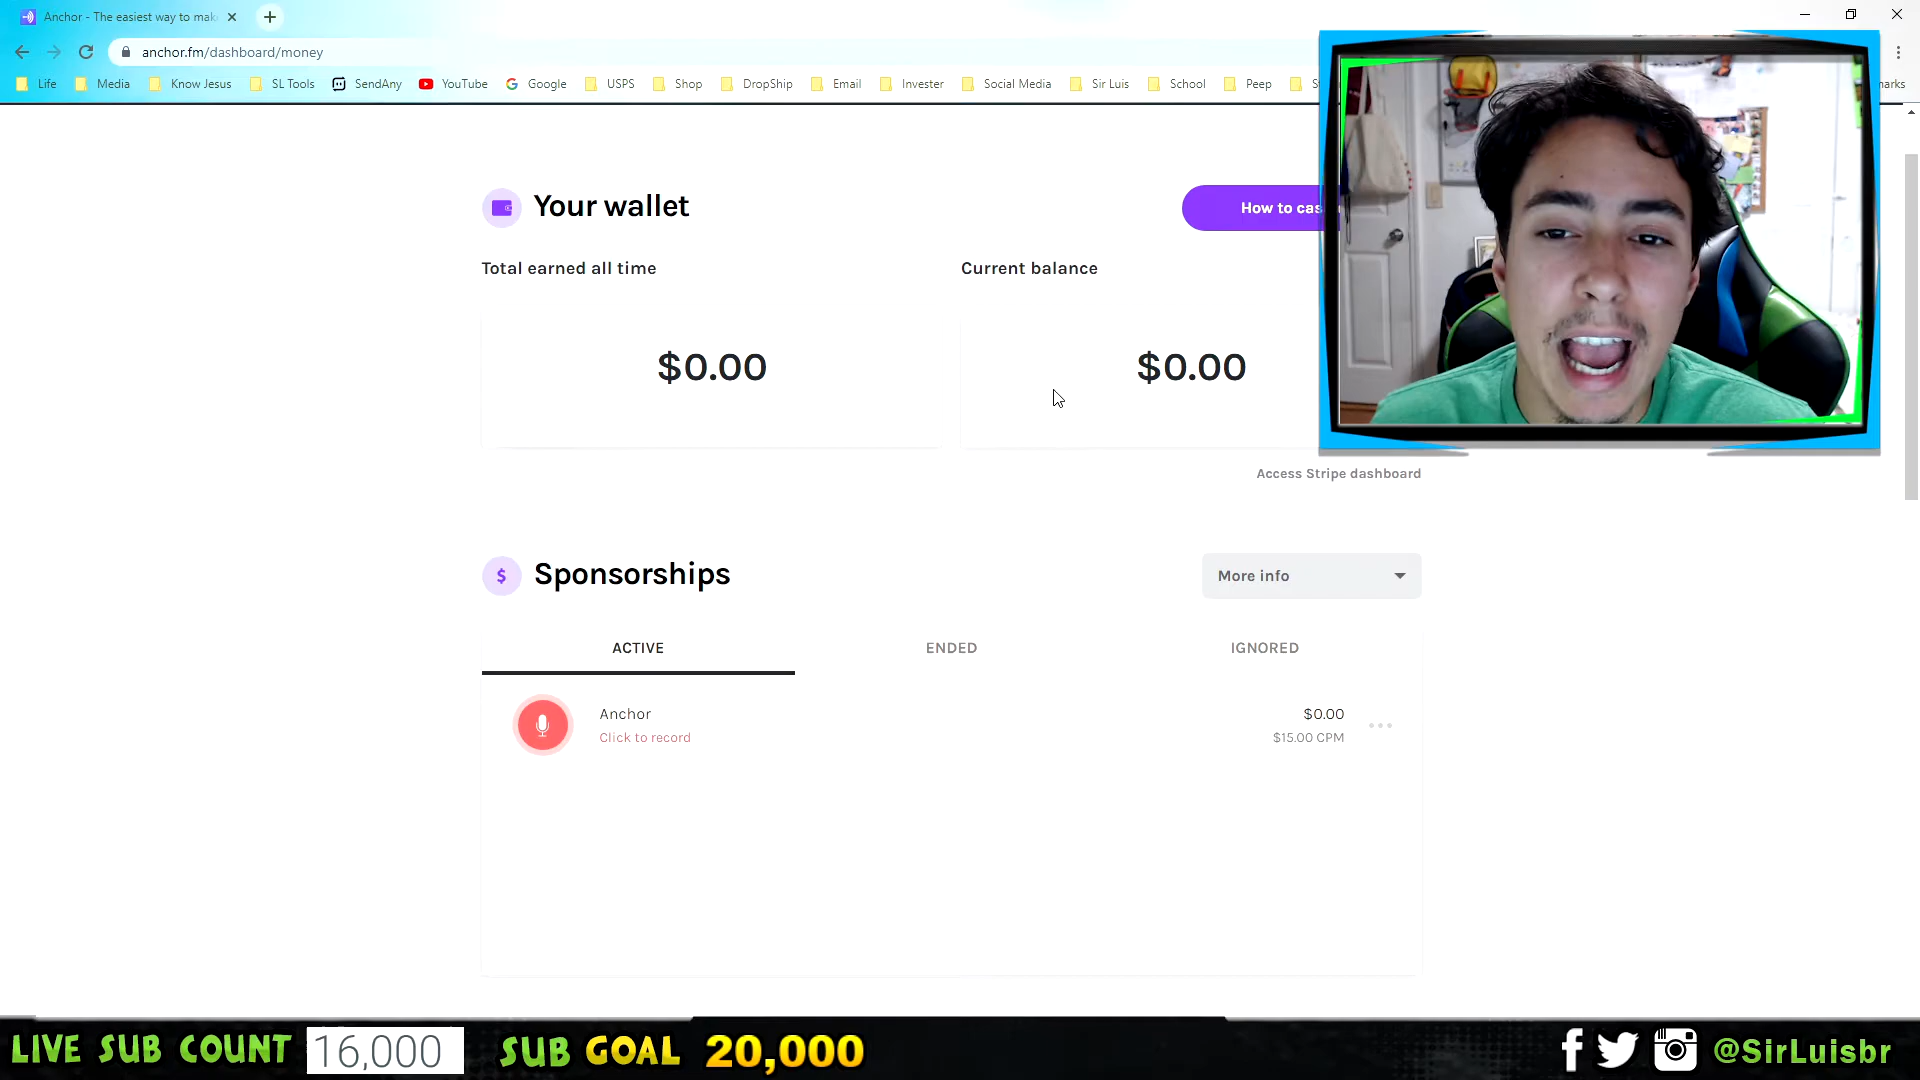 Anchor - The easiest way to mak
anchor.fm/dashboard/money
Life Media Know Jesus SL Tools SendAny YouTube Google USPS Shop DropShip Email Invester Social Media Sir Luis School Peep
Your wallet
How to cas
Total earned all time
Current balance
$0.00
$0.00
Access Stripe dashboard
$ Sponsorships
More info
ACTIVE ENDED IGNORED
Anchor
$0.00
Click to record
$15.00 CPM
LIVE SUB COUNT 16,000 SUB GOAL 20,000 @SirLuisbr